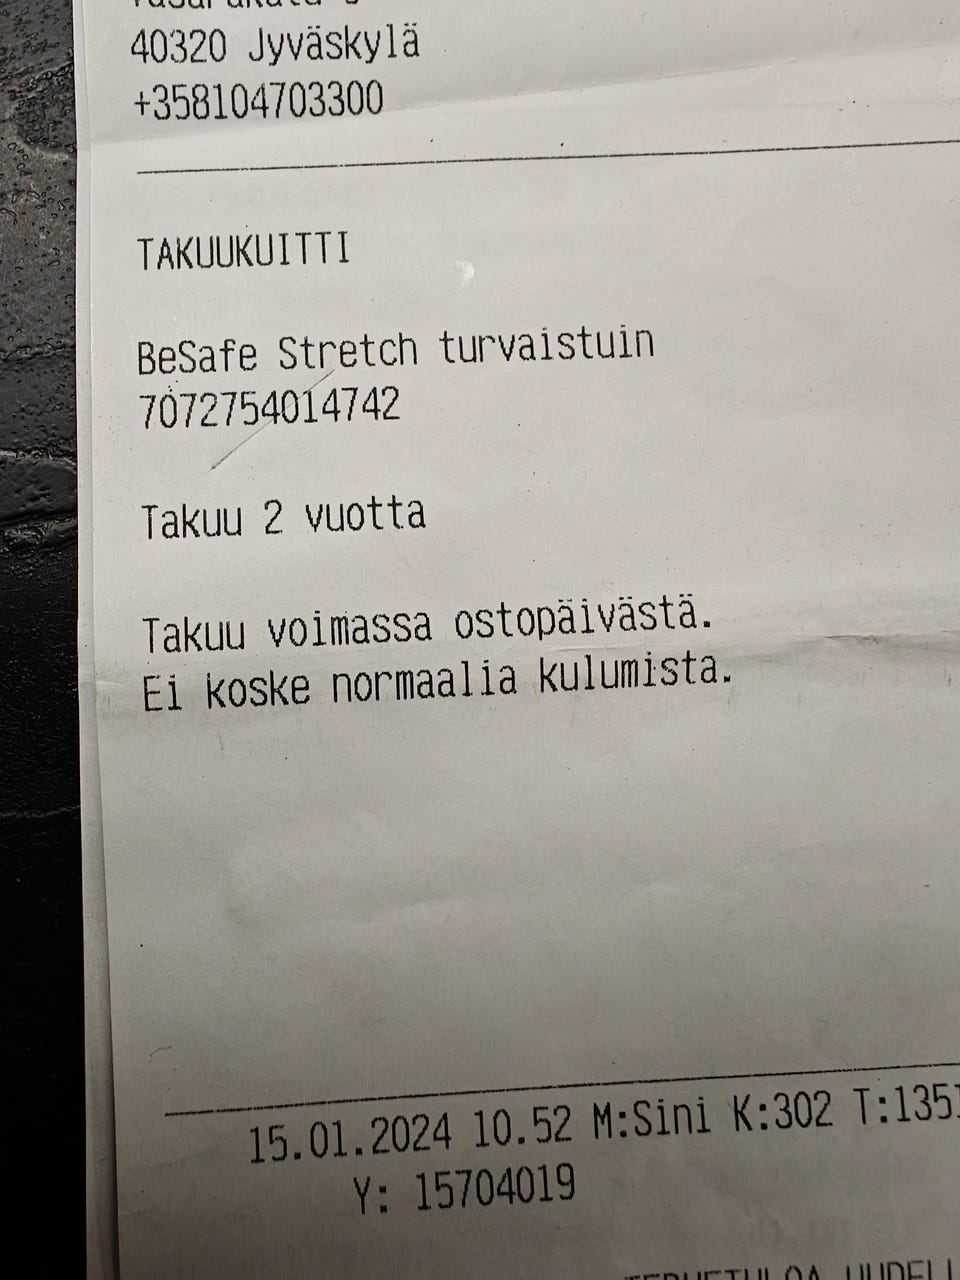 40320 Jyväskylä
+358104703300
TAKUUKUITTI
BeSafe Stretch turvaistuin
7072754014742
Takuu 2 vuotta
Takuu voimassa ostopäivästä.
Ei koske normaalia kulumista.
15.01.2024 10.52 M:Sini K:302 T:1351
Y: 15704019